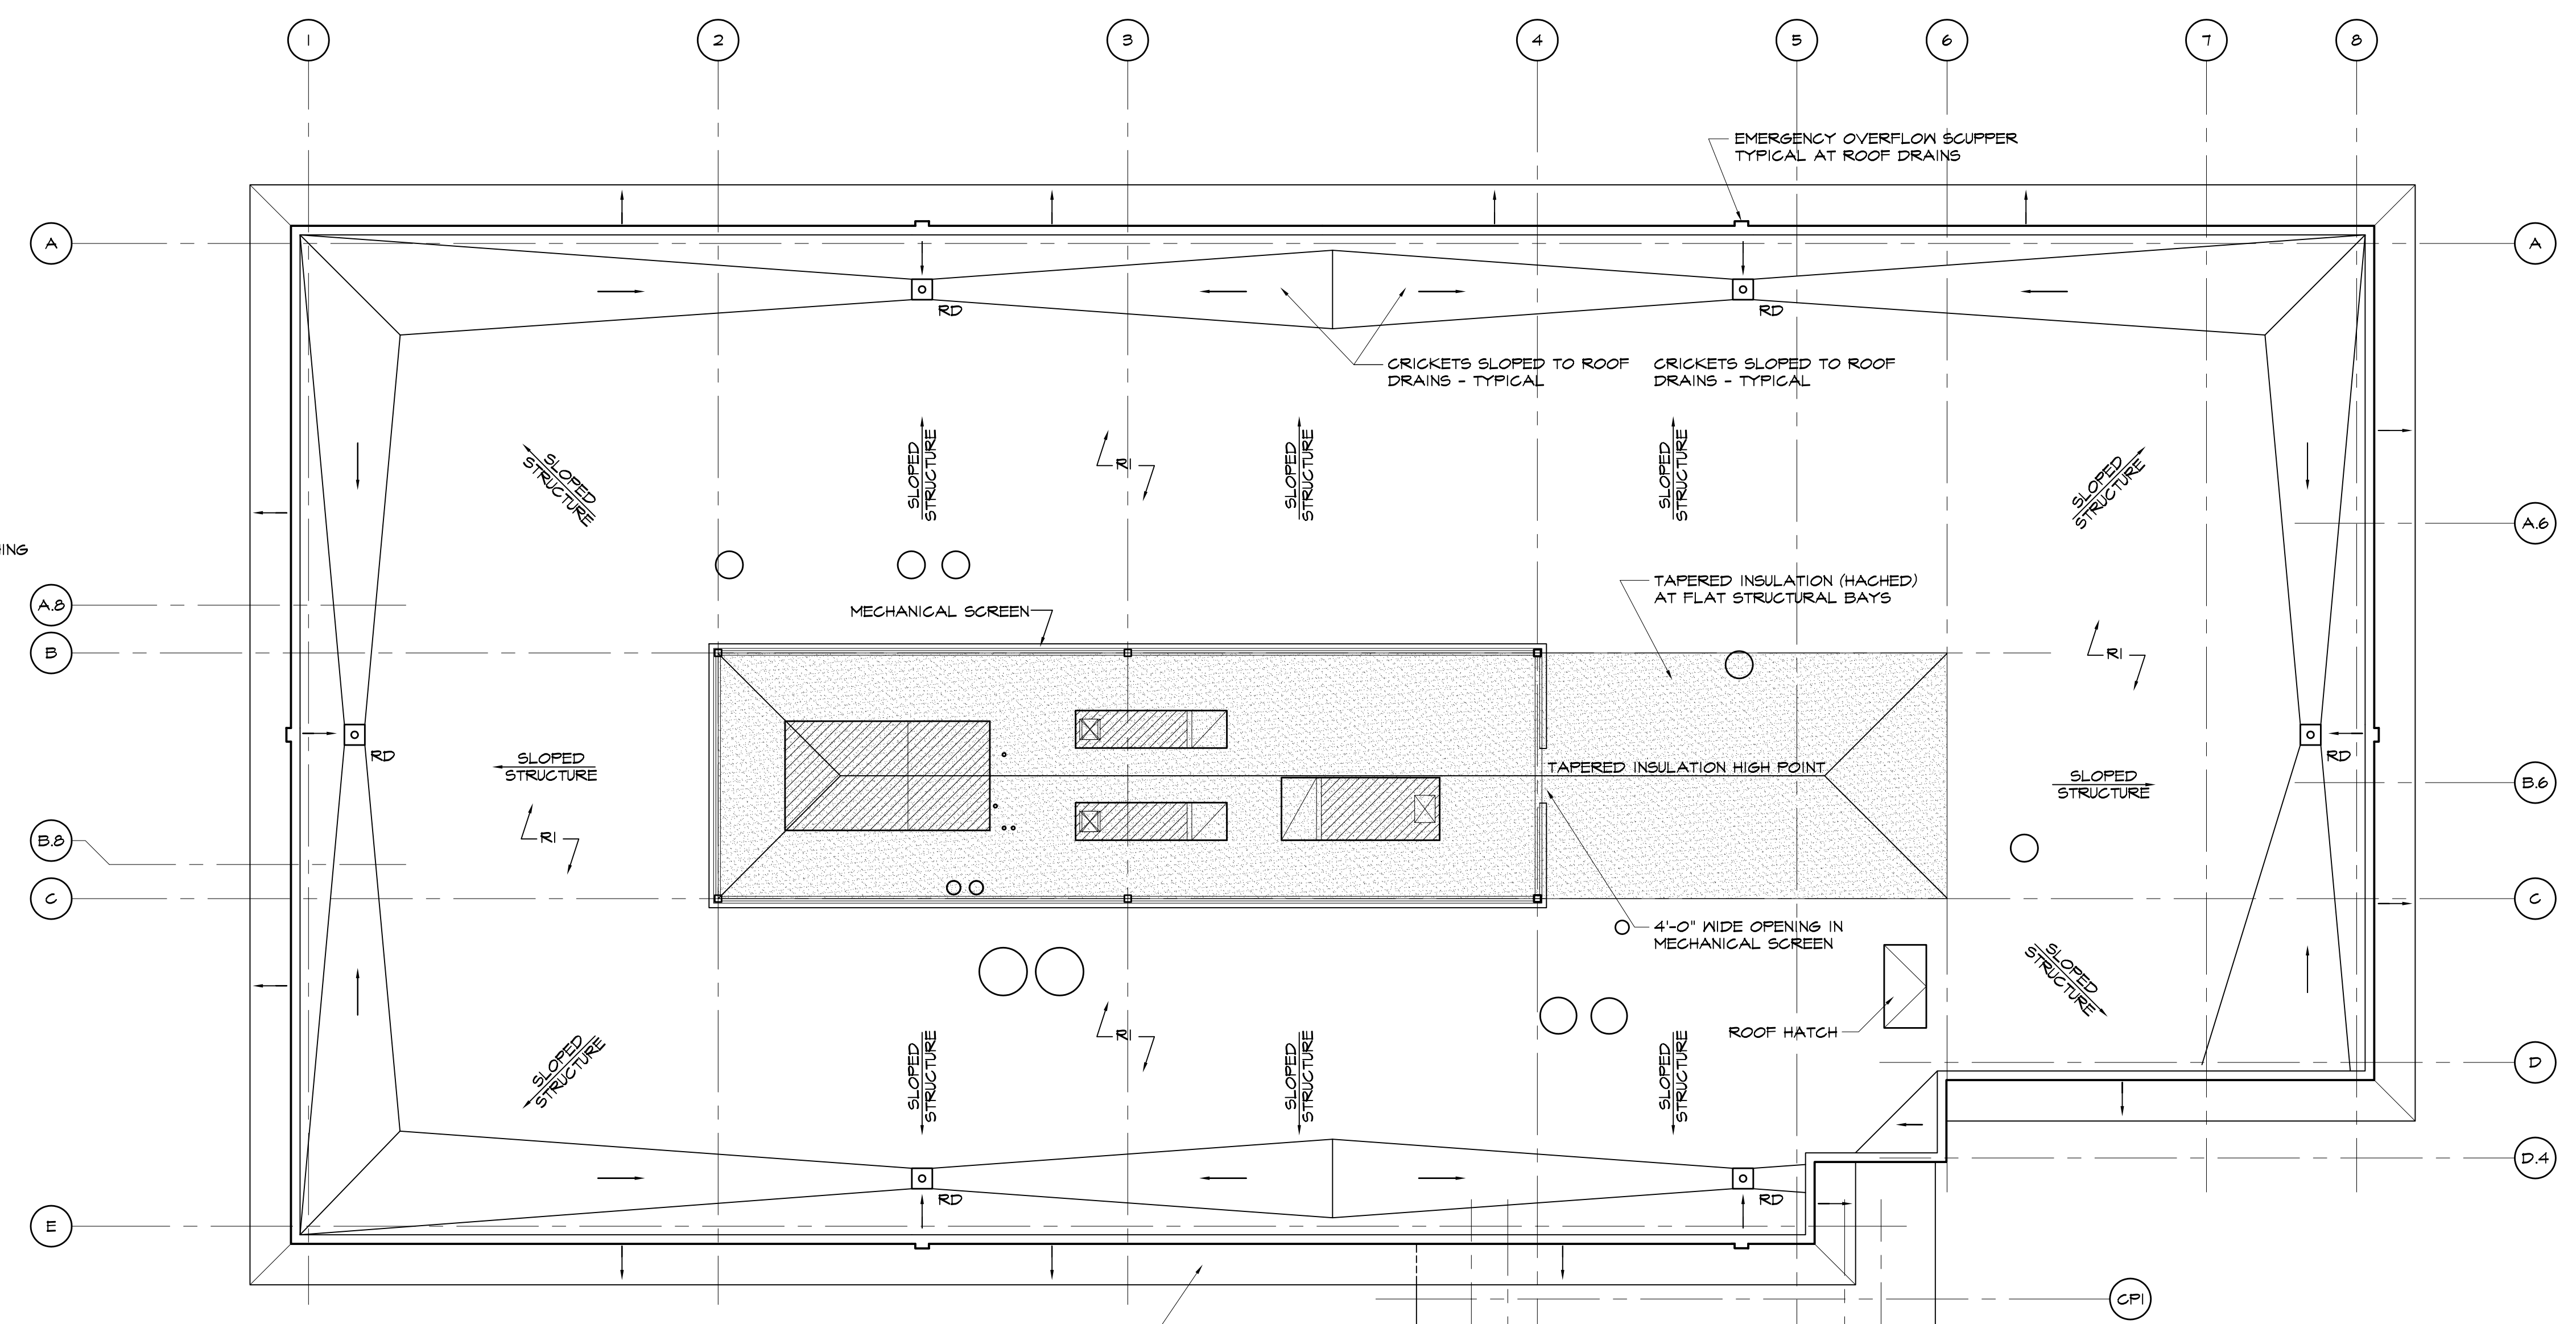 1
2
3
4
5
6
7
8
EMERGENCY OVERFLOW SCUPPER
TYPICAL AT ROOF DRAINS
A
A
RD
RD
CRICKETS SLOPED TO ROOF
DRAINS - TYPICAL
CRICKETS SLOPED TO ROOF
DRAINS - TYPICAL
SLOPED
STRUCTURE
SLOPED
STRUCTURE
R1
SLOPED
STRUCTURE
SLOPED
STRUCTURE
SLOPED
STRUCTURE
A.6
ING
A.8
MECHANICAL SCREEN
TAPERED INSULATION (HACHED)
AT FLAT STRUCTURAL BAYS
B
R1
RD
SLOPED
STRUCTURE
TAPERED INSULATION HIGH POINT
RD
SLOPED
STRUCTURE
B.6
B.8
R1
C
C
4'-0" WIDE OPENING IN
MECHANICAL SCREEN
SLOPED
STRUCTURE
ROOF HATCH
R1
SLOPED
STRUCTURE
SLOPED
STRUCTURE
SLOPED
STRUCTURE
SLOPED
STRUCTURE
D
D.4
RD
RD
E
CP1